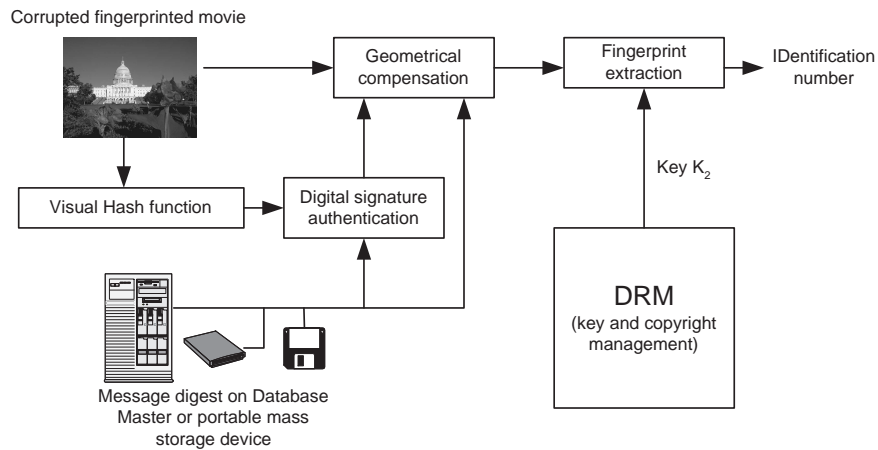 Corrupted fingerprinted movie
Geometrical
compensation
Fingerprint
extraction
IDentification
number
Key K₂
Visual Hash function
Digital signature
authentication
DRM
(key and copyright
management)
Message digest on Database
Master or portable mass
storage device